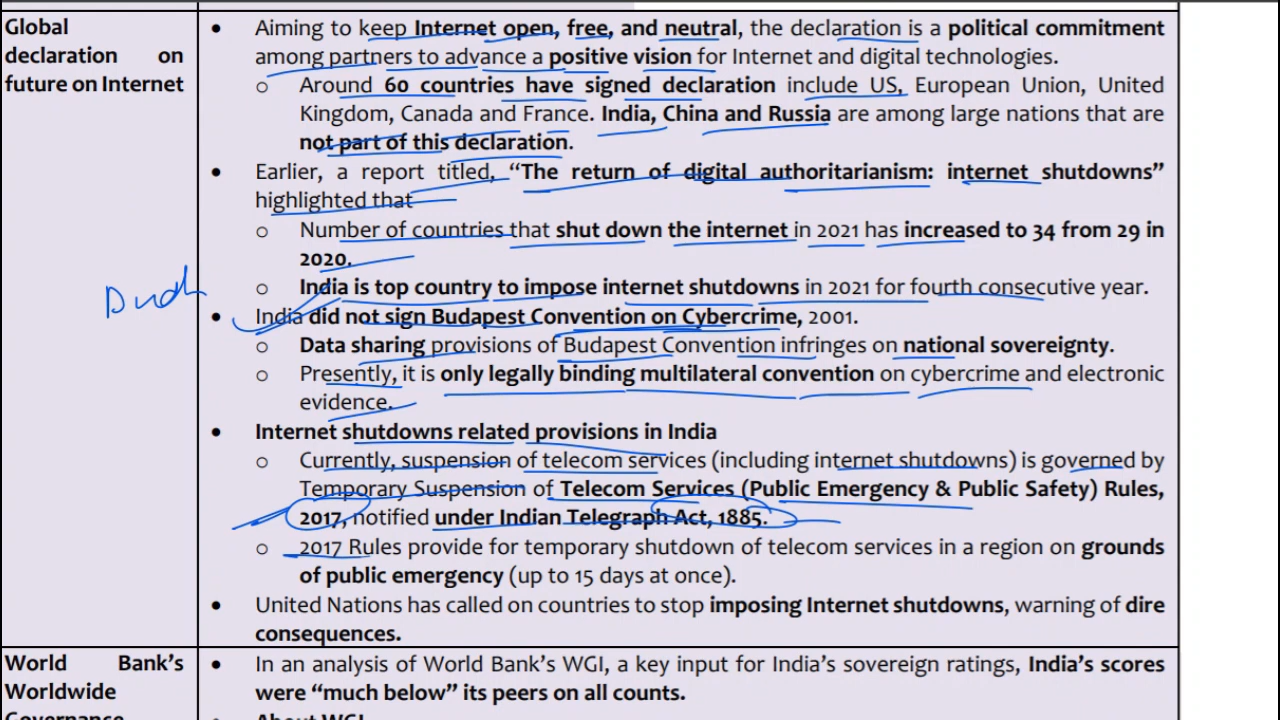 Global
declaration on
future on Internet
• Aiming to keep Internet open, free, and neutral, the declaration is a political commitment
among partners to advance a positive vision for Internet and digital technologies.
o Around 60 countries have signed declaration include US, European Union, United
Kingdom, Canada and France. India, China and Russia are among large nations that are
not part of this declaration.
• Earlier, a report titled, “The return of digital authoritarianism: internet shutdowns”
highlighted that
o Number of countries that shut down the internet in 2021 has increased to 34 from 29 in
2020.
o India is top country to impose internet shutdowns in 2021 for fourth consecutive year.
• India did not sign Budapest Convention on Cybercrime, 2001.
o Data sharing provisions of Budapest Convention infringes on national sovereignty.
o Presently, it is only legally binding multilateral convention on cybercrime and electronic
evidence.
• Internet shutdowns related provisions in India
o Currently, suspension of telecom services (including internet shutdowns) is governed by
Temporary Suspension of Telecom Services (Public Emergency & Public Safety) Rules,
2017, notified under Indian Telegraph Act, 1885.
o 2017 Rules provide for temporary shutdown of telecom services in a region on grounds
of public emergency (up to 15 days at once).
• United Nations has called on countries to stop imposing Internet shutdowns, warning of dire
consequences.
World Bank’s
Worldwide
Governance
• In an analysis of World Bank’s WGI, a key input for India’s sovereign ratings, India’s scores
were “much below” its peers on all counts.
• About WGI